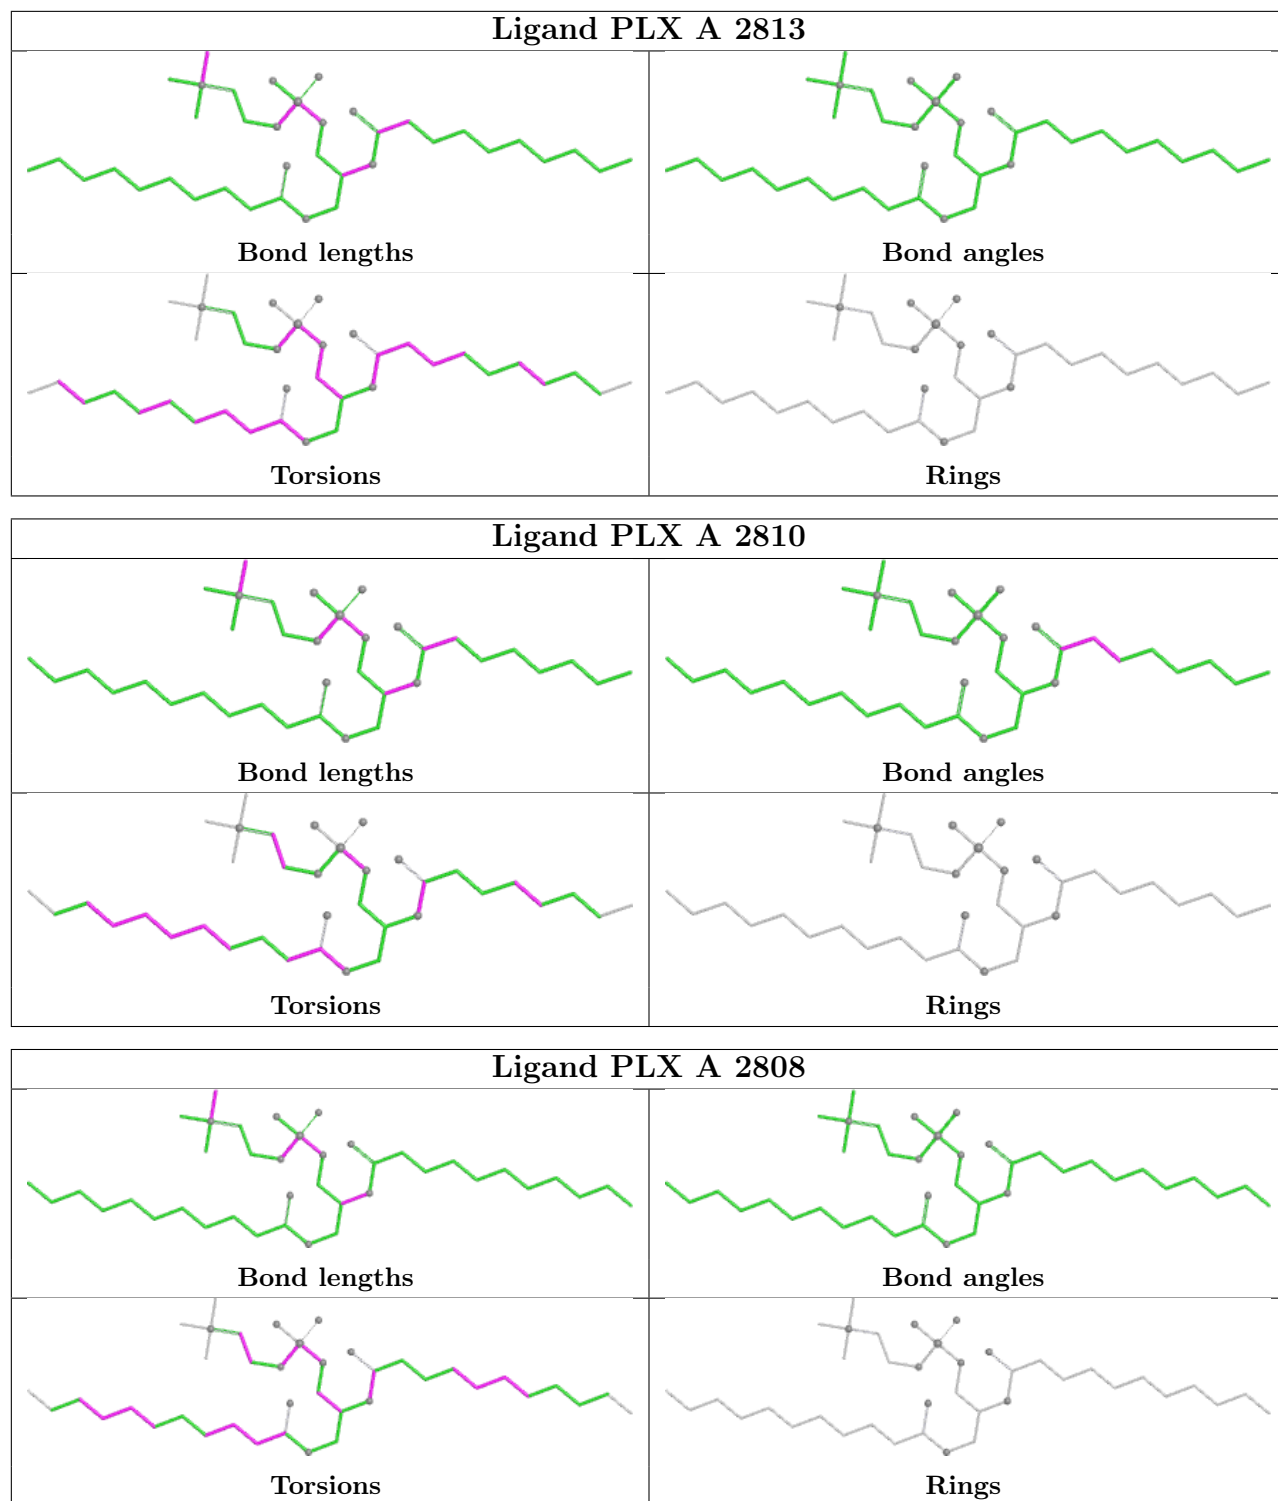 Ligand PLX A 2813
Bond lengths
Bond angles
Torsions
Rings
Ligand PLX A 2810
Bond lengths
Bond angles
Torsions
Rings
Ligand PLX A 2808
Bond lengths
Bond angles
Torsions
Rings